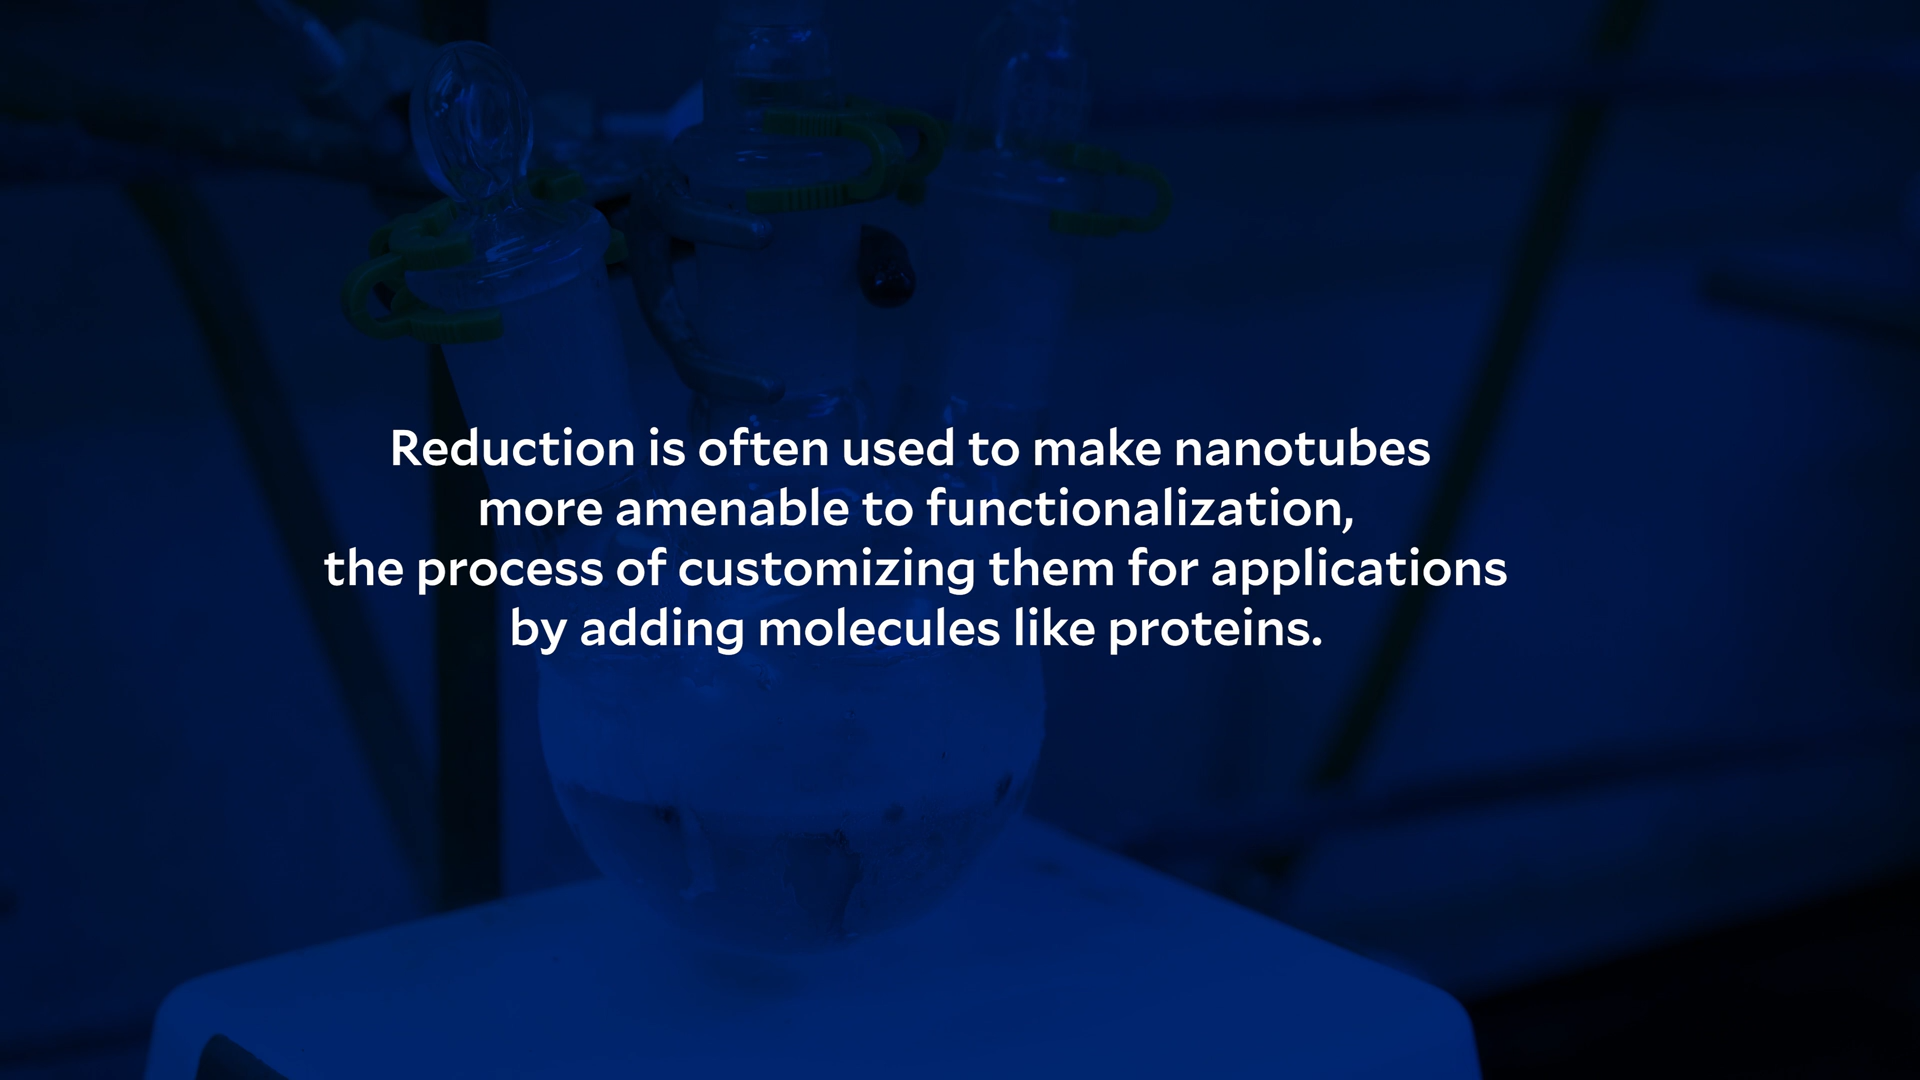 Reduction is often used to make nanotubes
more amenable to functionalization,
the process of customizing them for applications
by adding molecules like proteins.